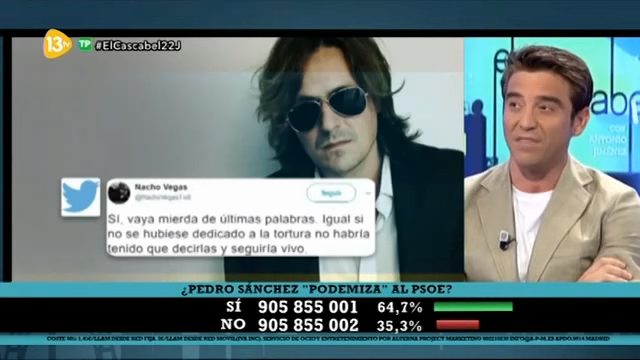 13tv TP #ElCascabel22J
Nacho Vegas
Seguir
Sí, vaya mierda de últimas palabras. Igual si
no se hubiese dedicado a la tortura no habría
tenido que decirlas y seguiría vivo.
¿PEDRO SÁNCHEZ "PODEMIZA" AL PSOE?
SÍ 905 855 001 64,7%
NO 905 855 002 35,3%